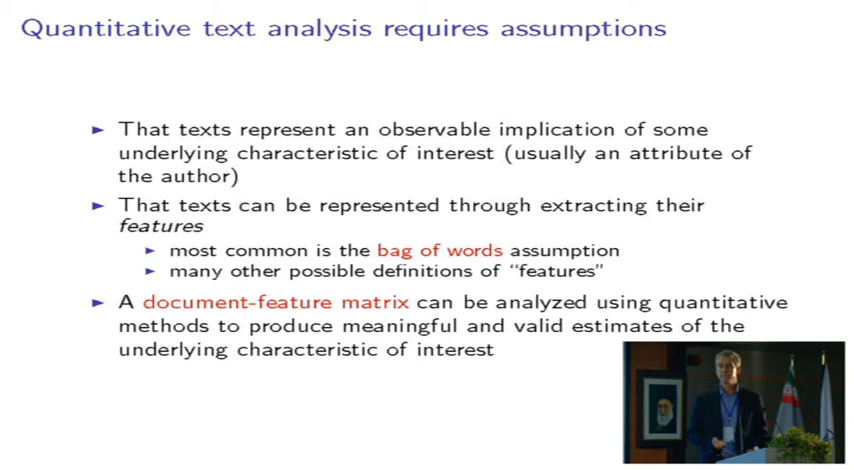 Quantitative text analysis requires assumptions
That texts represent an observable implication of some
underlying characteristic of interest (usually an attribute of
the author)
That texts can be represented through extracting their
features
most common is the bag of words assumption
many other possible definitions of "features"
A document-feature matrix can be analyzed using quantitative
methods to produce meaningful and valid estimates of the
underlying characteristic of interest